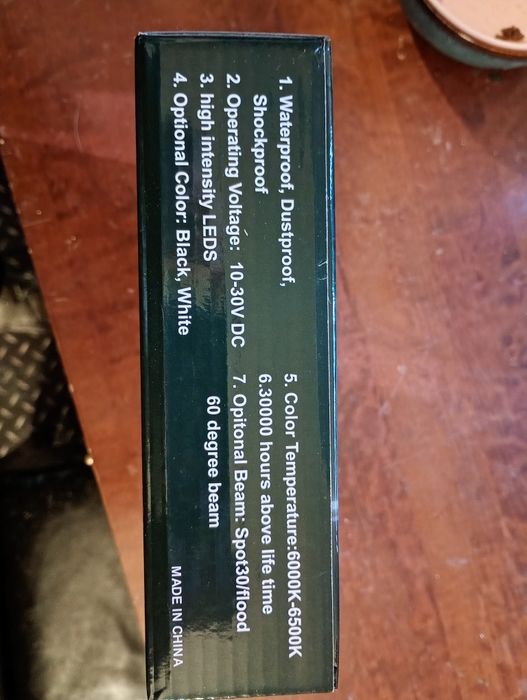 1. Waterproof, Dustproof,
Shockproof
2. Operating Voltage: 10-30V DC
3. high intensity LEDS
4. Optional Color: Black, White
5. Color Temperature:6000K-6500K
6.30000 hours above life time
7. Opitonal Beam: Spot30/flood
60 degree beam
MADE IN CHINA